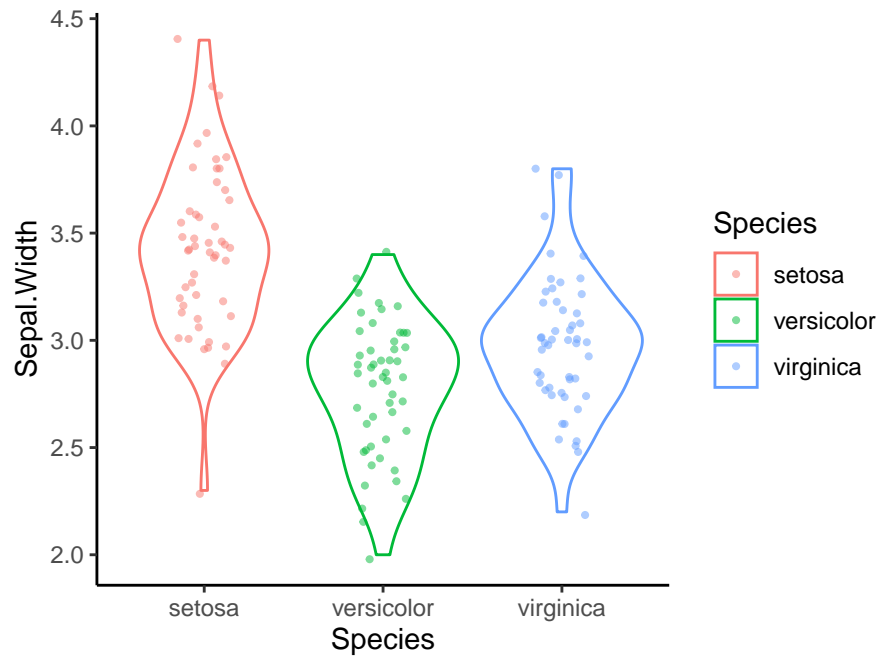 4.5
4.0
3.5
3.0
2.5
2.0
Sepal.Width
setosa
versicolor
virginica
Species
Species
setosa
versicolor
virginica